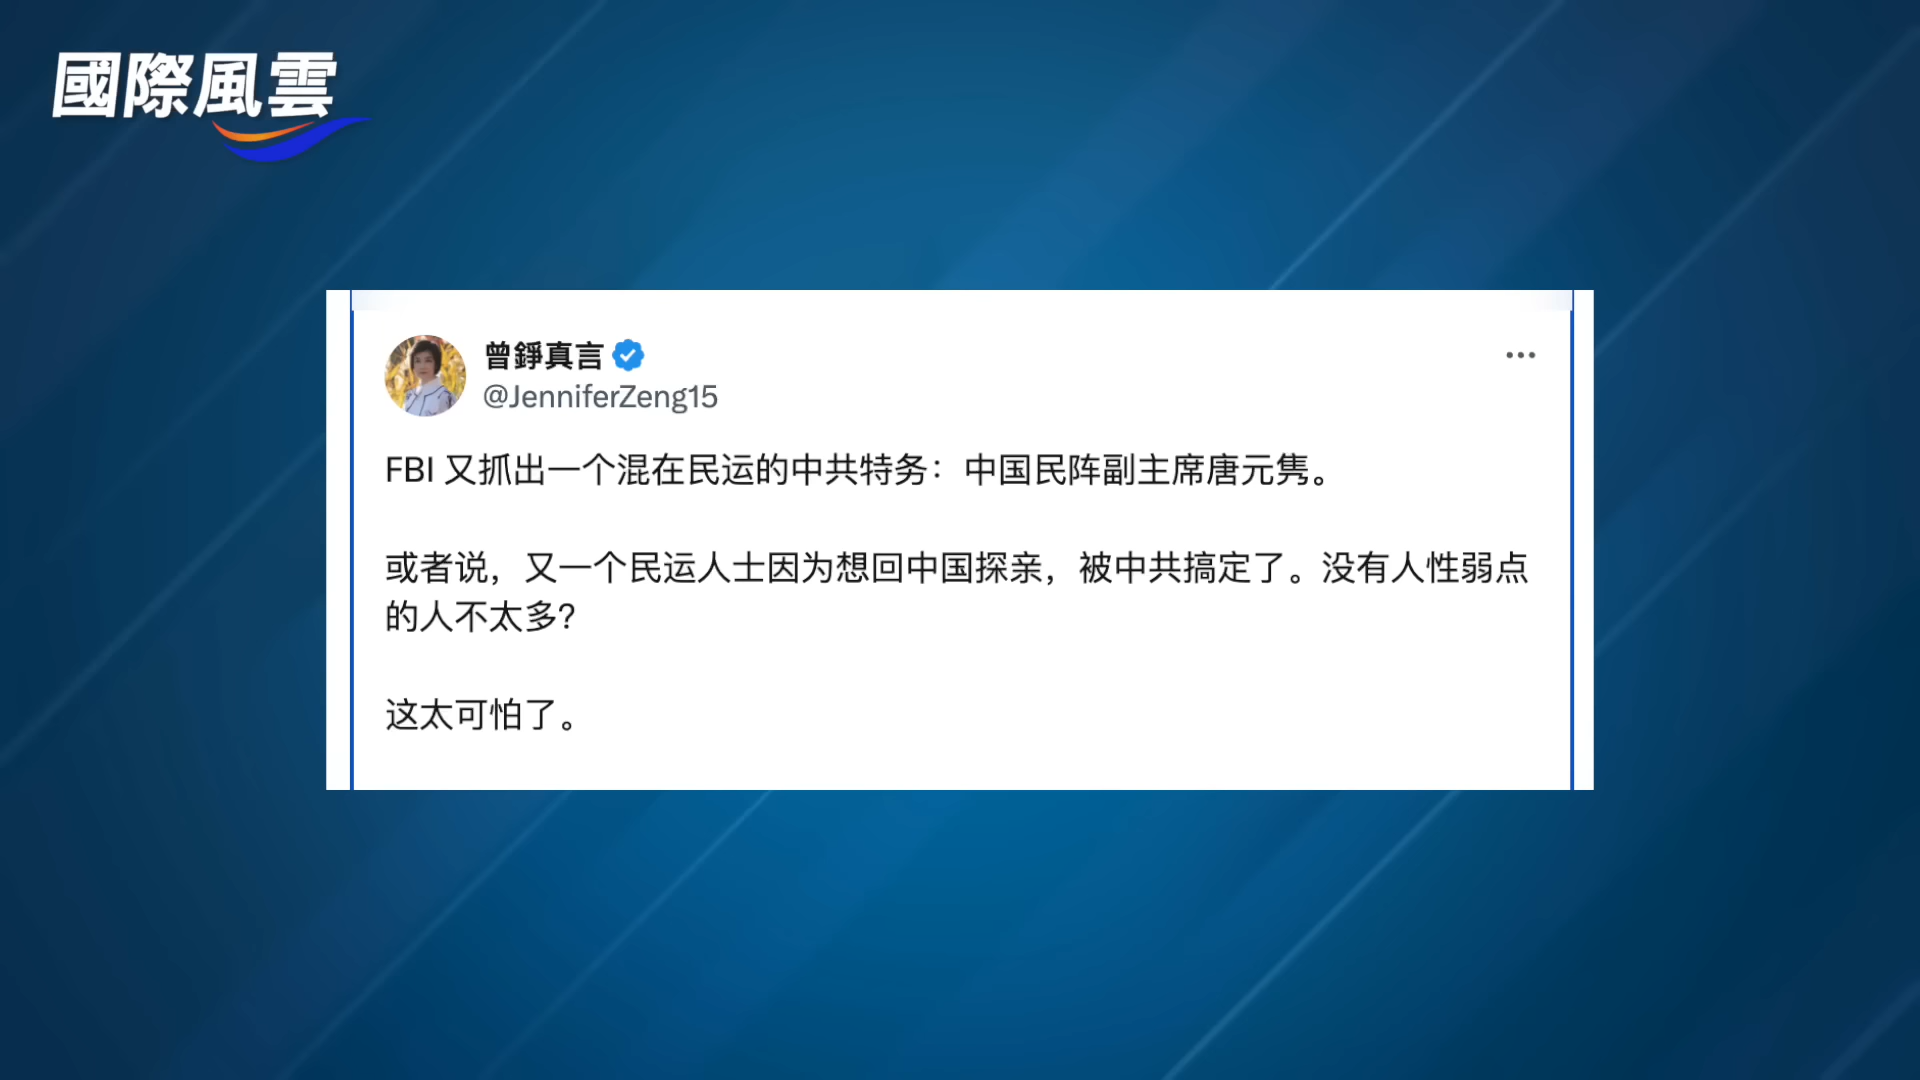 國際風雲
曾錚真言
@JenniferZeng15
FBI 又抓出一个混在民运的中共特务：中国民阵副主席唐元隽。
或者说，又一个民运人士因为想回中国探亲，被中共搞定了。没有人性弱点
的人不太多？
这太可怕了。